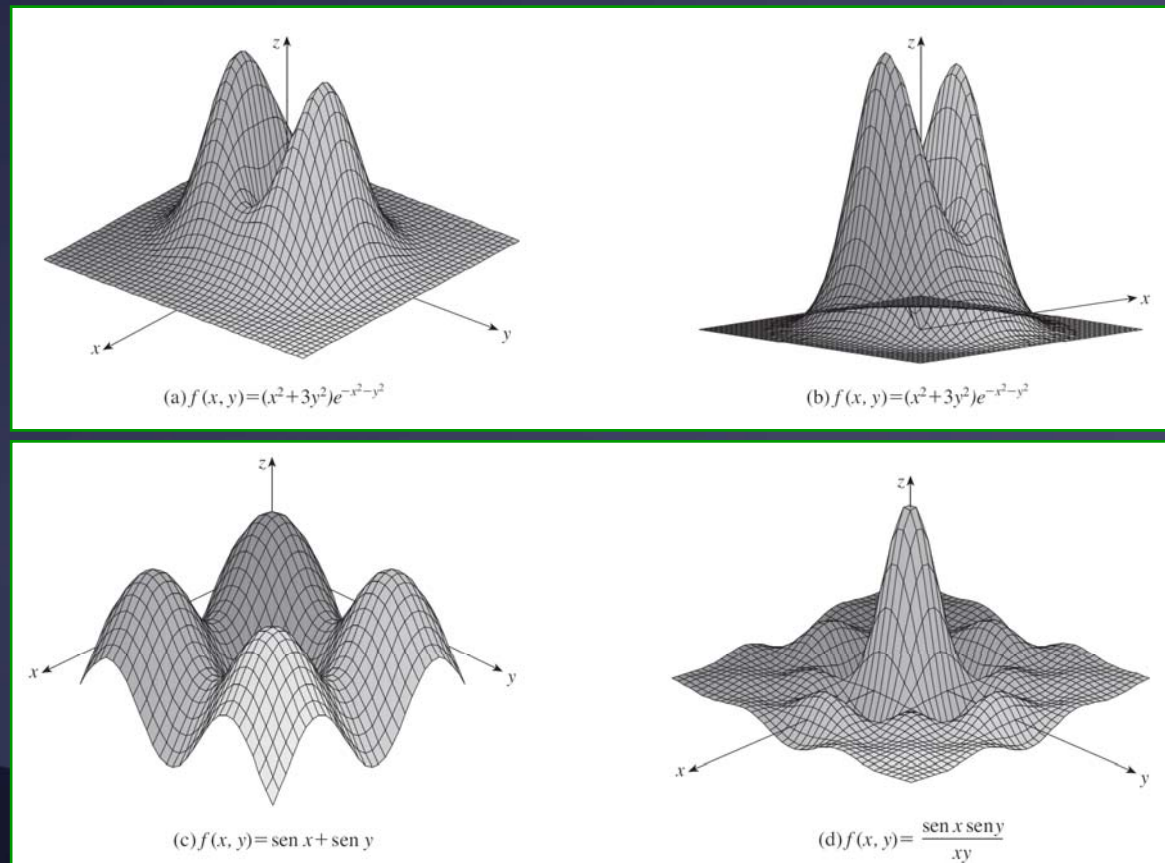 z
x
y
(a) f(x, y)=(x²+3y²)e^{-x²-y²}
z
x
(b) f(x, y)=(x²+3y²)e^{-x²-y²}
z
x
y
(c) f(x, y)=sen x+sen y
z
x
y
(d) f(x, y)= sen x sen y / xy